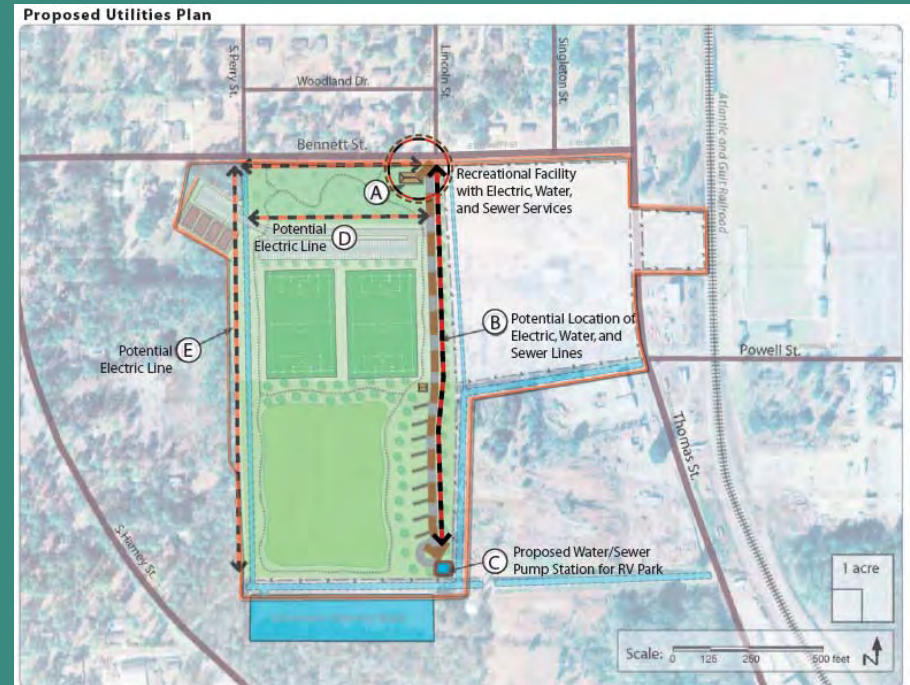 Proposed Utilities Plan
S. Perry St.
Lincoln St.
Singleton St.
Woodland Dr.
Bennett St.
Atlantic and Gulf Railroad
Recreational Facility
with Electric, Water,
and Sewer Services
A
Potential
Electric Line
D
B
Potential Location of
Electric, Water, and
Sewer Lines
Potential
Electric Line
E
Powell St.
Thomas St.
S. Harney St.
C
Proposed Water/Sewer
Pump Station for RV Park
1 acre
Scale:
0 125 250 500 feet
N